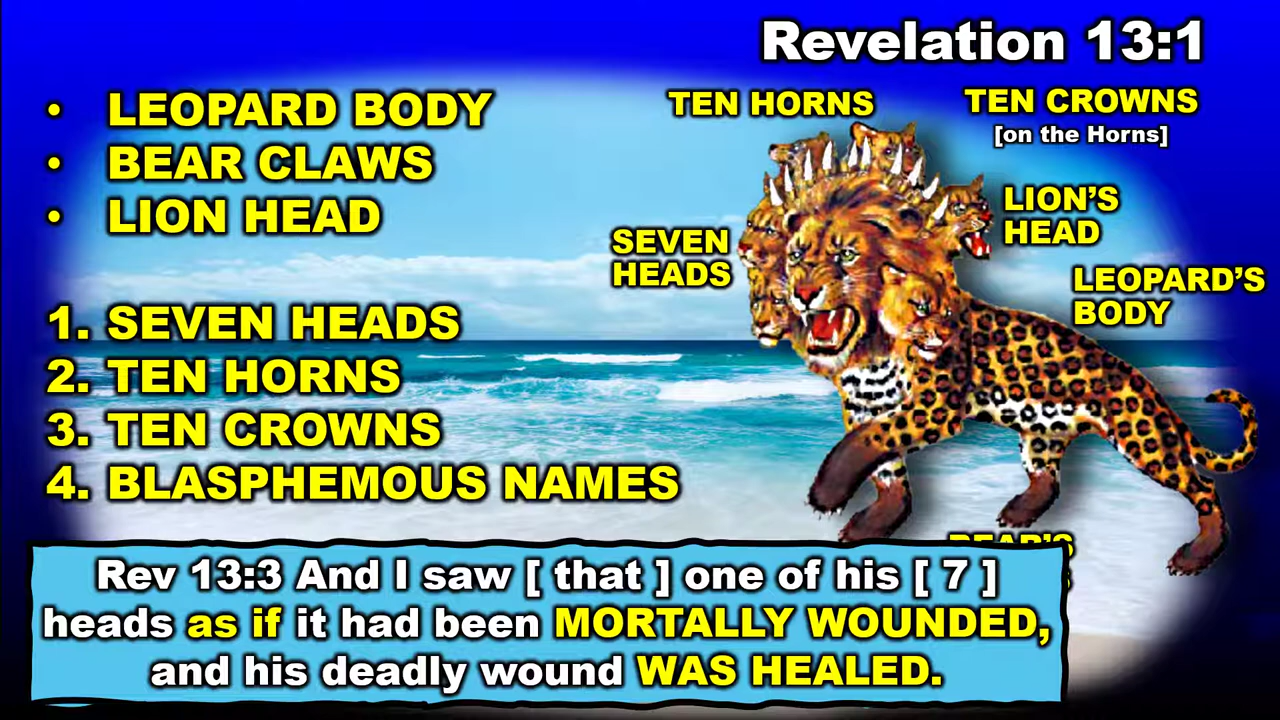 Revelation 13:1
• LEOPARD BODY
• BEAR CLAWS
• LION HEAD
1. SEVEN HEADS
2. TEN HORNS
3. TEN CROWNS
4. BLASPHEMOUS NAMES
TEN HORNS
TEN CROWNS
[on the Horns]
LION’S
HEAD
SEVEN
HEADS
LEOPARD’S
BODY
BEAR’S
Rev 13:3 And I saw [ that ] one of his [ 7 ]
heads as if it had been MORTALLY WOUNDED,
and his deadly wound WAS HEALED.